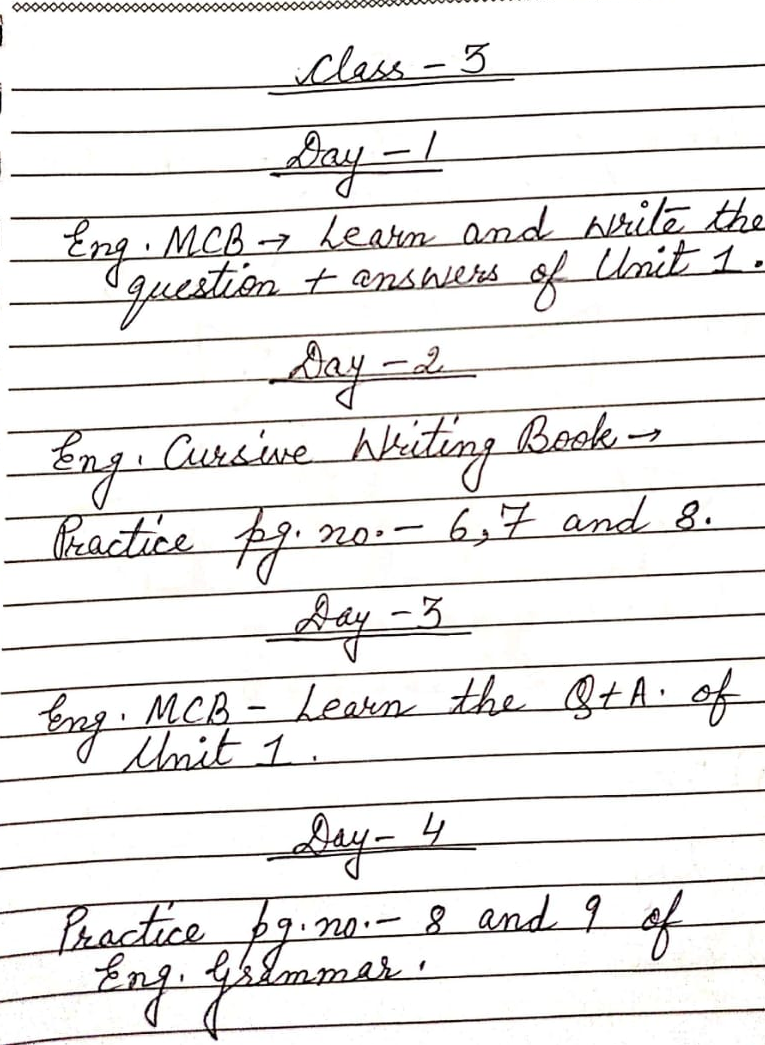 Class - 3
Day - 1
Eng. MCB → Learn and write the
question + answers of Unit 1.
Day - 2
Eng. Cursive Writing Book →
Practice pg. no. - 6, 7 and 8.
Day - 3
Eng. MCB - Learn the Q+A. of
Unit 1.
Day - 4
Practice pg. no. - 8 and 9 of
Eng. Grammar.